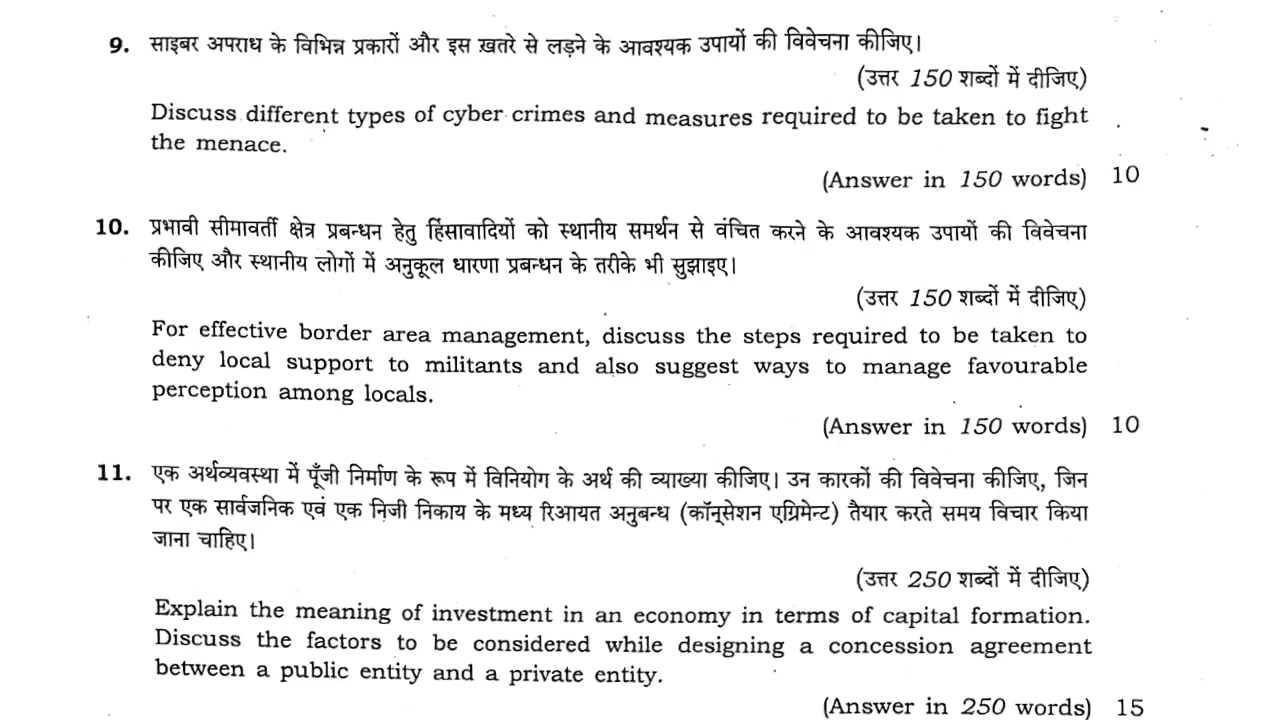 9. साइबर अपराध के विभिन्न प्रकारों और इस ख़तरे से लड़ने के आवश्यक उपायों की विवेचना कीजिए।
(उत्तर 150 शब्दों में दीजिए)
Discuss different types of cyber crimes and measures required to be taken to fight
the menace.
(Answer in 150 words) 10
10. प्रभावी सीमावर्ती क्षेत्र प्रबन्धन हेतु हिंसावादियों को स्थानीय समर्थन से वंचित करने के आवश्यक उपायों की विवेचना
कीजिए और स्थानीय लोगों में अनुकूल धारणा प्रबन्धन के तरीके भी सुझाइए।
(उत्तर 150 शब्दों में दीजिए)
For effective border area management, discuss the steps required to be taken to
deny local support to militants and also suggest ways to manage favourable
perception among locals.
(Answer in 150 words) 10
11. एक अर्थव्यवस्था में पूँजी निर्माण के रूप में विनियोग के अर्थ की व्याख्या कीजिए। उन कारकों की विवेचना कीजिए, जिन
पर एक सार्वजनिक एवं एक निजी निकाय के मध्य रिआयत अनुबन्ध (कॉन्सेशन एग्रिमेन्ट) तैयार करते समय विचार किया
जाना चाहिए।
(उत्तर 250 शब्दों में दीजिए)
Explain the meaning of investment in an economy in terms of capital formation.
Discuss the factors to be considered while designing a concession agreement
between a public entity and a private entity.
(Answer in 250 words) 15